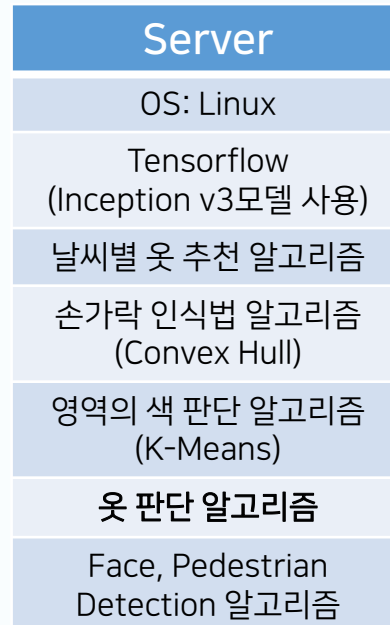 Server
OS: Linux
Tensorflow
(Inception v3모델 사용)
날씨별 옷 추천 알고리즘
손가락 인식법 알고리즘
(Convex Hull)
영역의 색 판단 알고리즘
(K-Means)
옷 판단 알고리즘
Face, Pedestrian
Detection 알고리즘